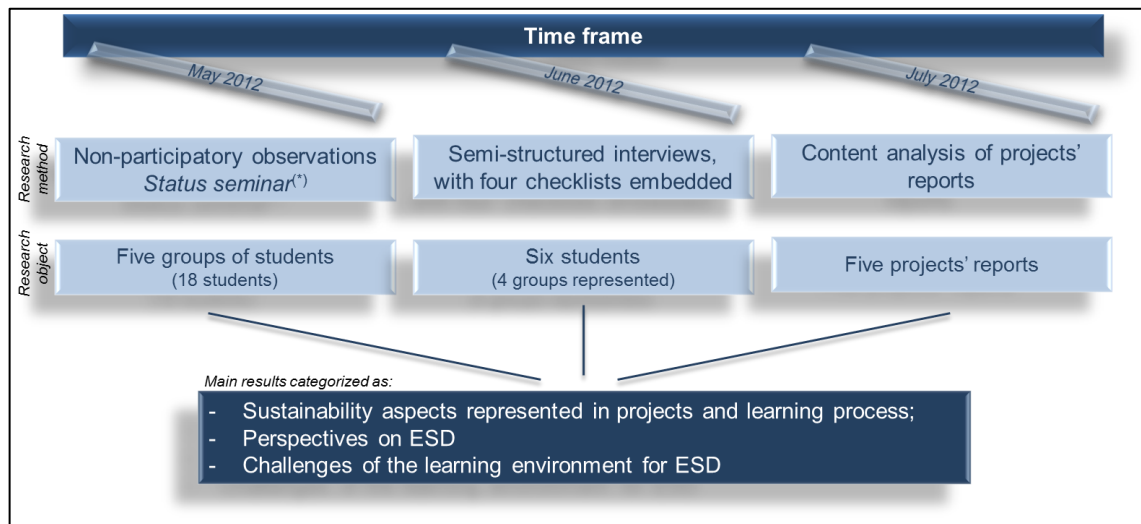 Time frame
May 2012
June 2012
July 2012
Research
method
Non-participatory observations
Status seminar(*)
Semi-structured interviews,
with four checklists embedded
Content analysis of projects'
reports
Research
object
Five groups of students
(18 students)
Six students
(4 groups represented)
Five projects' reports
Main results categorized as:
- Sustainability aspects represented in projects and learning process;
- Perspectives on ESD
- Challenges of the learning environment for ESD